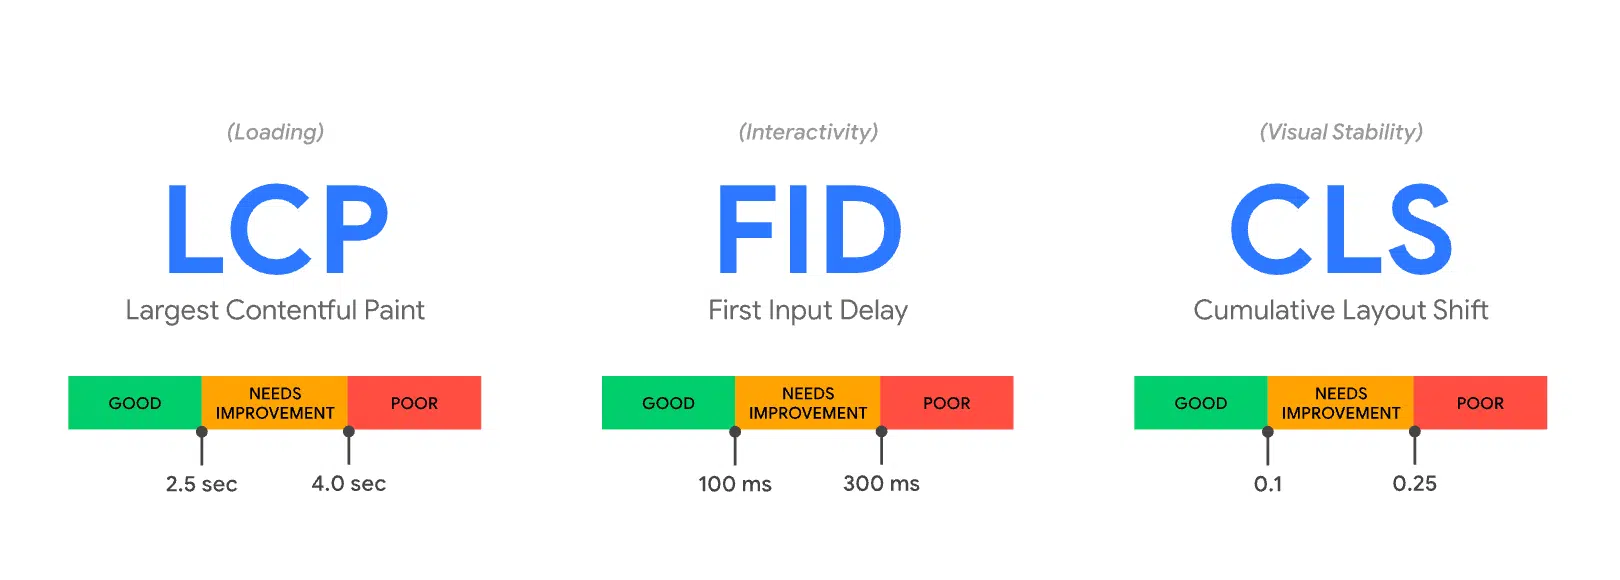 (Loading)
LCP
Largest Contentful Paint
GOOD
NEEDS
IMPROVEMENT
POOR
2.5 sec
4.0 sec
(Interactivity)
FID
First Input Delay
GOOD
NEEDS
IMPROVEMENT
POOR
100 ms
300 ms
(Visual Stability)
CLS
Cumulative Layout Shift
GOOD
NEEDS
IMPROVEMENT
POOR
0.1
0.25